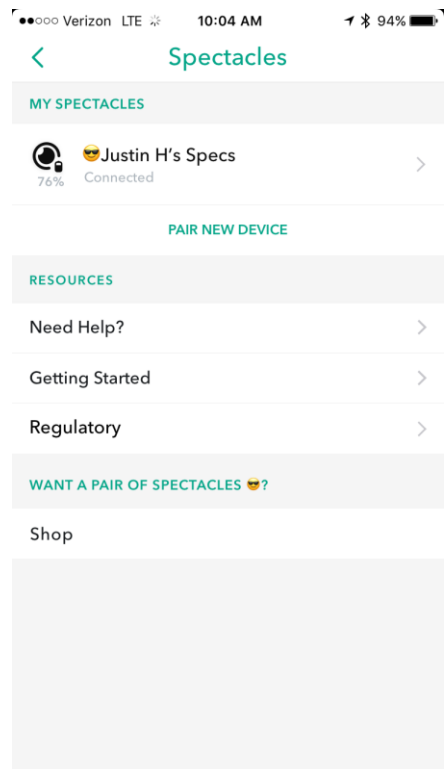 Verizon LTE 10:04 AM 94%
Spectacles
MY SPECTACLES
😎Justin H's Specs
76% Connected
PAIR NEW DEVICE
RESOURCES
Need Help?
Getting Started
Regulatory
WANT A PAIR OF SPECTACLES 😎?
Shop